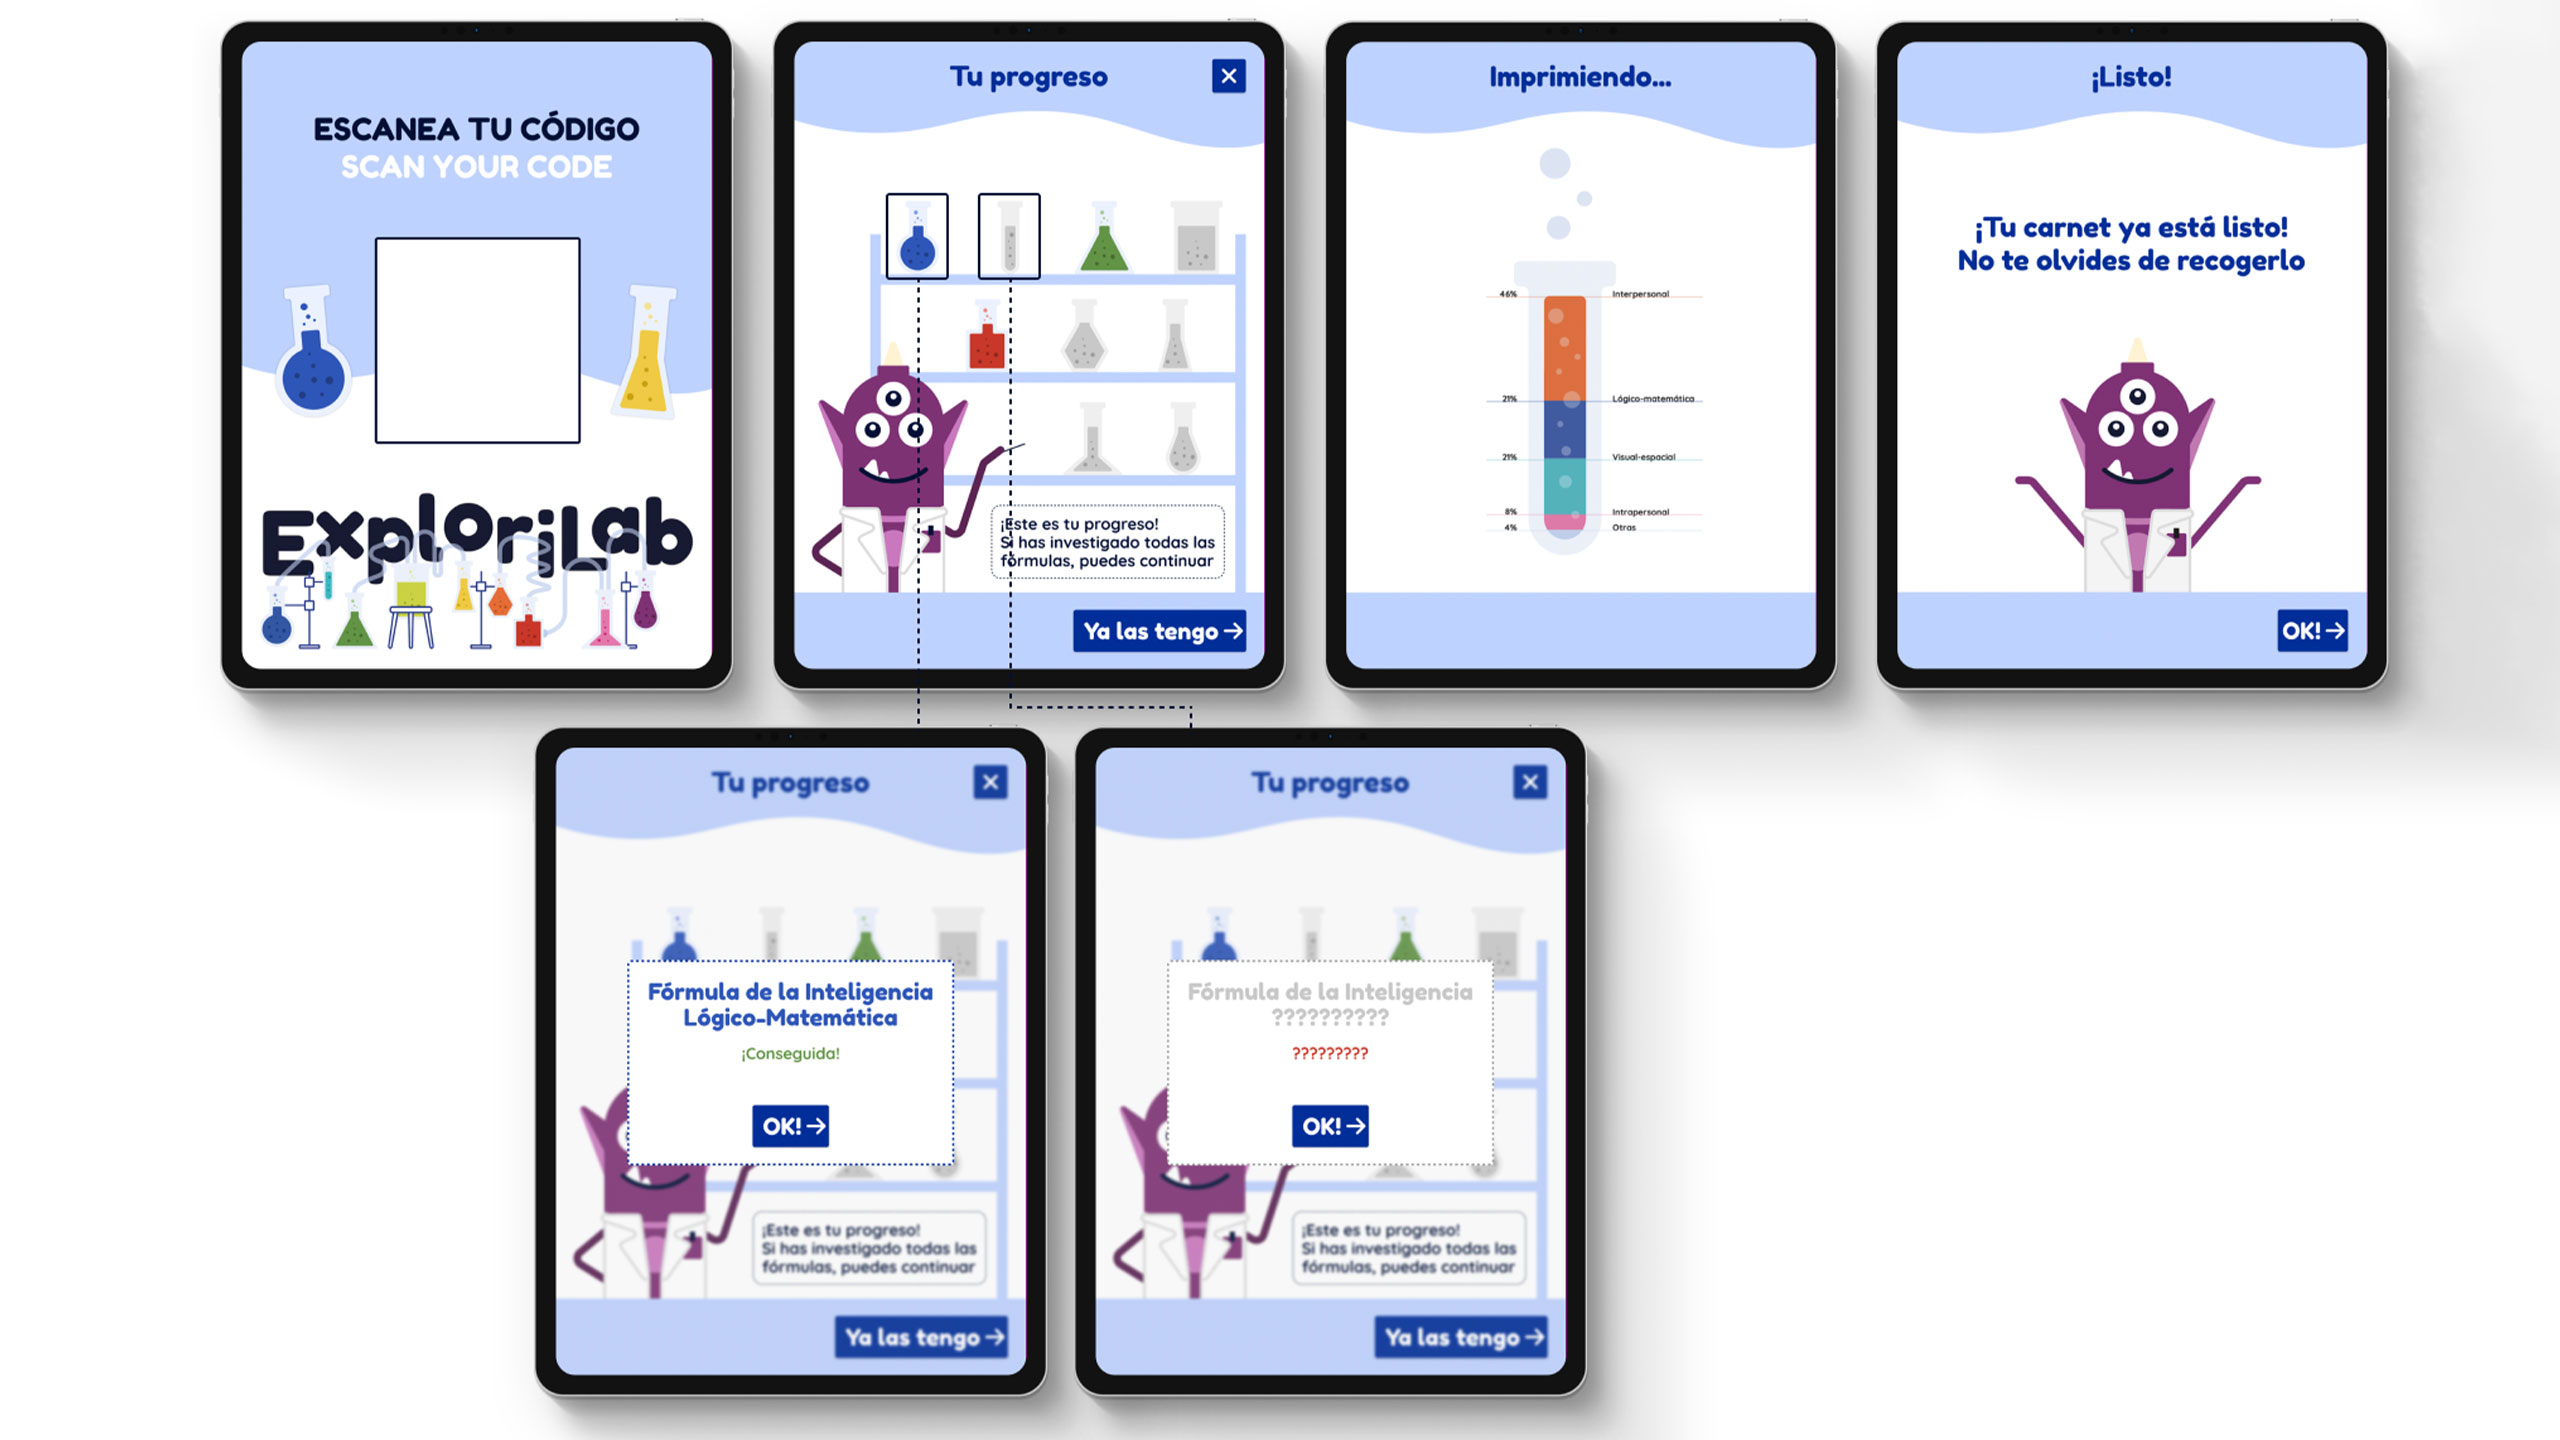 ESCANEA TU CÓDIGO
SCAN YOUR CODE
ExploriLab
Tu progreso
¡Este es tu progreso!
Si has investigado todas las
fórmulas, puedes continuar
Ya las tengo
Imprimiendo...
46% Interpersonal
21% Lógico-matemática
21% Visual-espacial
8% Intrapersonal
4% Otras
¡Listo!
¡Tu carnet ya está listo!
No te olvides de recogerlo
OK!
Tu progreso
Fórmula de la Inteligencia
Lógico-Matemática
¡Conseguida!
OK!
¡Este es tu progreso!
Si has investigado todas las
fórmulas, puedes continuar
Ya las tengo
Tu progreso
Fórmula de la Inteligencia
??????????
?????????
OK!
¡Este es tu progreso!
Si has investigado todas las
fórmulas, puedes continuar
Ya las tengo